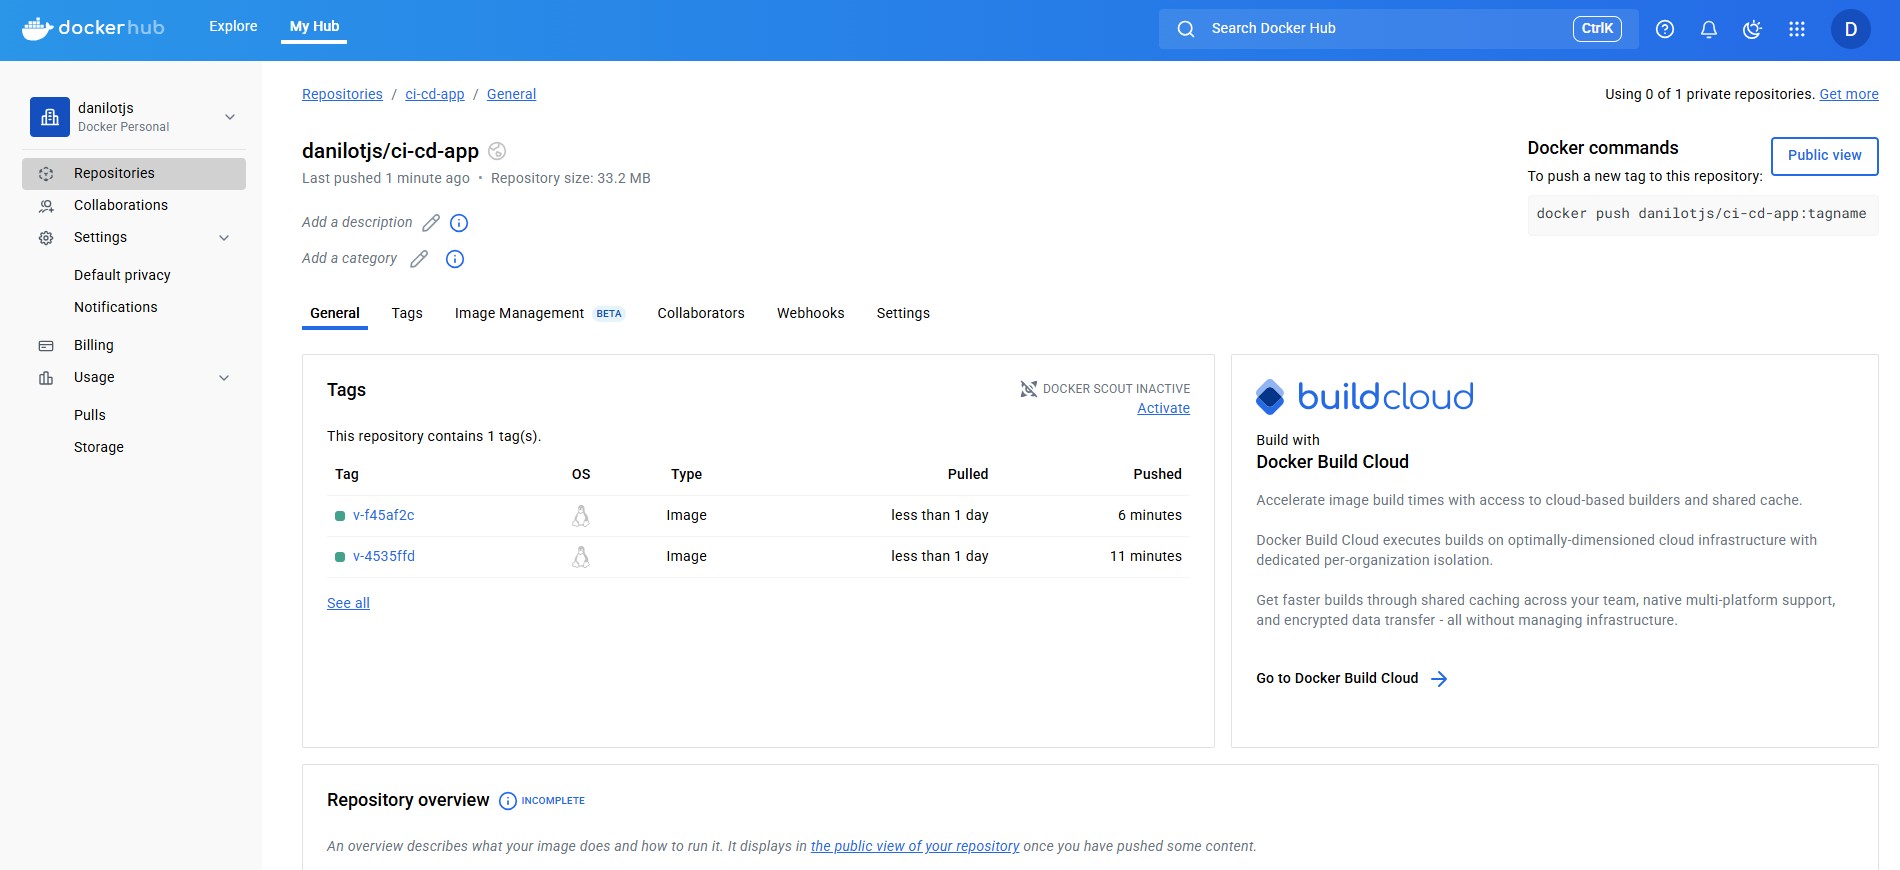 dockerhub
Explore
My Hub
Search Docker Hub
CtrlK
D
danilotjs
Docker Personal
Repositories
Collaborations
Settings
Default privacy
Notifications
Billing
Usage
Pulls
Storage
Repositories / ci-cd-app / General
Using 0 of 1 private repositories. Get more
danilotjs/ci-cd-app
Last pushed 1 minute ago • Repository size: 33.2 MB
Add a description
Add a category
Docker commands
Public view
To push a new tag to this repository:
docker push danilotjs/ci-cd-app:tagname
General Tags Image Management BETA Collaborators Webhooks Settings
Tags
DOCKER SCOUT INACTIVE
Activate
This repository contains 1 tag(s).
Tag OS Type Pulled Pushed
v-f45af2c Image less than 1 day 6 minutes
v-4535ffd Image less than 1 day 11 minutes
See all
buildcloud
Build with
Docker Build Cloud
Accelerate image build times with access to cloud-based builders and shared cache.
Docker Build Cloud executes builds on optimally-dimensioned cloud infrastructure with
dedicated per-organization isolation.
Get faster builds through shared caching across your team, native multi-platform support,
and encrypted data transfer - all without managing infrastructure.
Go to Docker Build Cloud
Repository overview INCOMPLETE
An overview describes what your image does and how to run it. It displays in the public view of your repository once you have pushed some content.